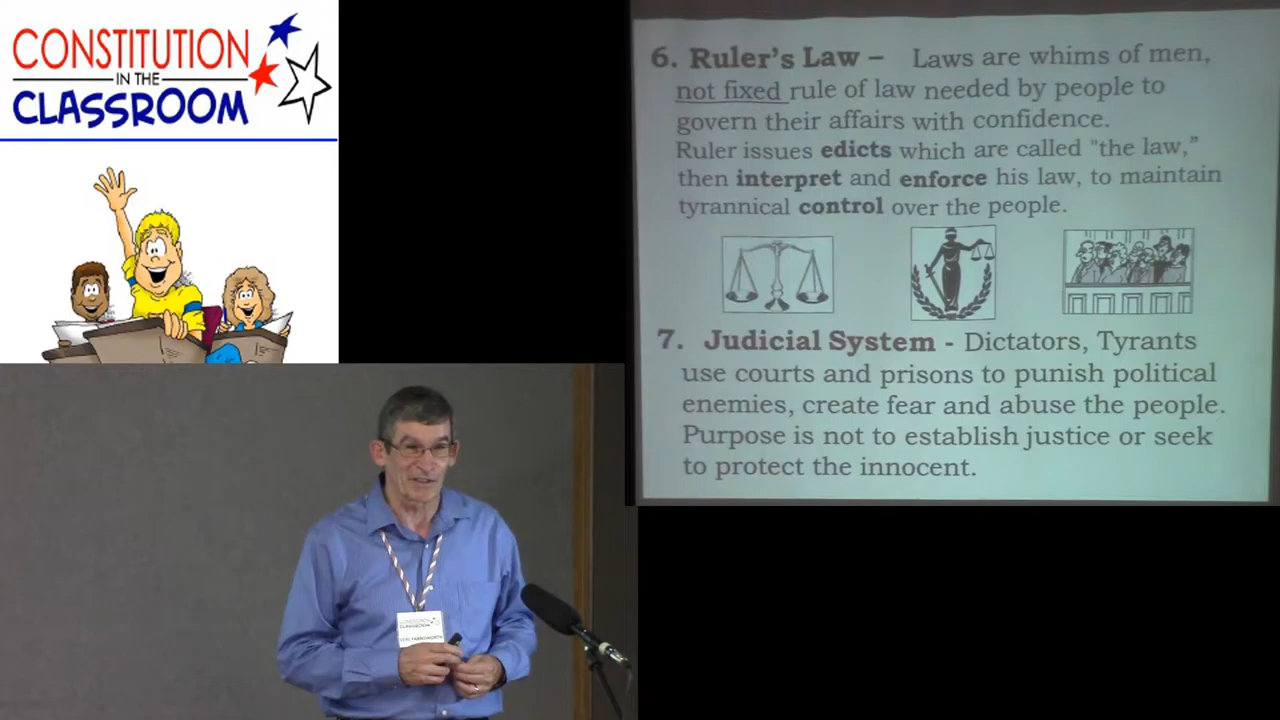 CONSTITUTION
IN THE
CLASSROOM
6. Ruler's Law – Laws are whims of men,
not fixed rule of law needed by people to
govern their affairs with confidence.
Ruler issues edicts which are called "the law,"
then interpret and enforce his law, to maintain
tyrannical control over the people.
7. Judicial System - Dictators, Tyrants
use courts and prisons to punish political
enemies, create fear and abuse the people.
Purpose is not to establish justice or seek
to protect the innocent.
CONSTITUTION
CLASSROOM